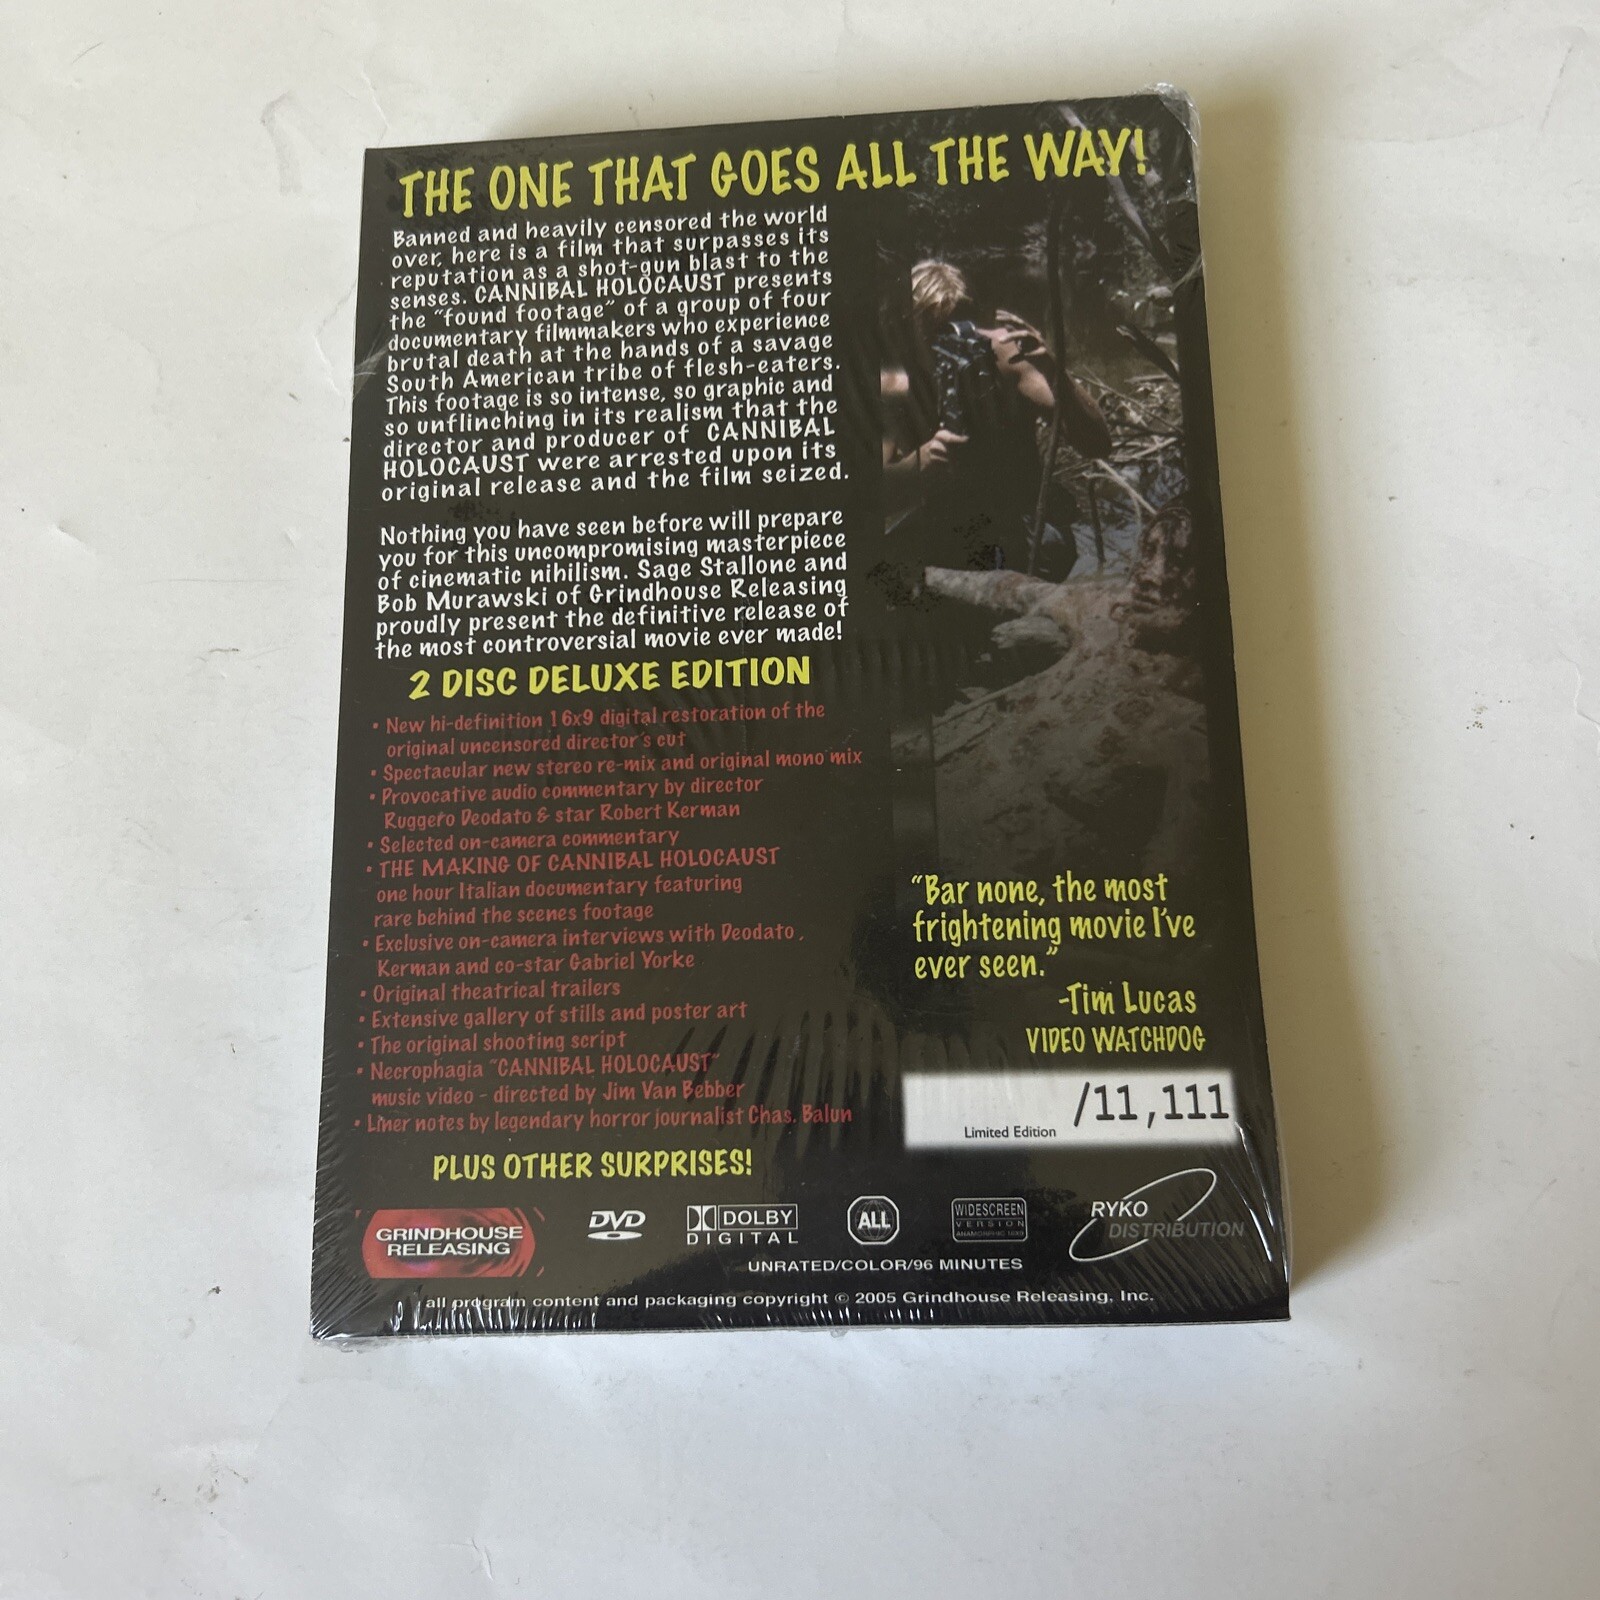 THE ONE THAT GOES ALL THE WAY!
Banned and heavily censored the world
over, here is a film that surpasses its
reputation as a shot-gun blast to the
senses. CANNIBAL HOLOCAUST presents
the "found footage" of a group of four
documentary filmmakers who experience
brutal death at the hands of a savage
South American tribe of flesh-eaters.
This footage is so intense, so graphic and
so unflinching in its realism that the
director and producer of CANNIBAL
HOLOCAUST were arrested upon its
original release and the film seized.
Nothing you have seen before will prepare
you for this uncompromising masterpiece
of cinematic nihilism. Sage Stallone and
Bob Murawski of Grindhouse Releasing
proudly present the definitive release of
the most controversial movie ever made!
2 DISC DELUXE EDITION
• New hi-definition 16x9 digital restoration of the
original uncensored director's cut
• Spectacular new stereo re-mix and original mono mix
• Provocative audio commentary by director
Ruggero Deodato & star Robert Kerman
• Selected on-camera commentary
• THE MAKING OF CANNIBAL HOLOCAUST
one hour Italian documentary featuring
rare behind the scenes footage
• Exclusive on-camera interviews with Deodato,
Kerman and co-star Gabriel Yorke
• Original theatrical trailers
• Extensive gallery of stills and poster art
• The original shooting script
• Necrophagia "CANNIBAL HOLOCAUST"
music video - directed by Jim Van Bebber
• Liner notes by legendary horror journalist Chas. Balun
PLUS OTHER SURPRISES!
"Bar none, the most
frightening movie I've
ever seen."
-Tim Lucas
VIDEO WATCHDOG
/11,111
Limited Edition
GRINDHOUSE
RELEASING
DVD
DOLBY
DIGITAL
ALL
WIDESCREEN
VERSION
ANAMORPHIC 16X9
RYKO
DISTRIBUTION
UNRATED/COLOR/96 MINUTES
all program content and packaging copyright © 2005 Grindhouse Releasing, Inc.